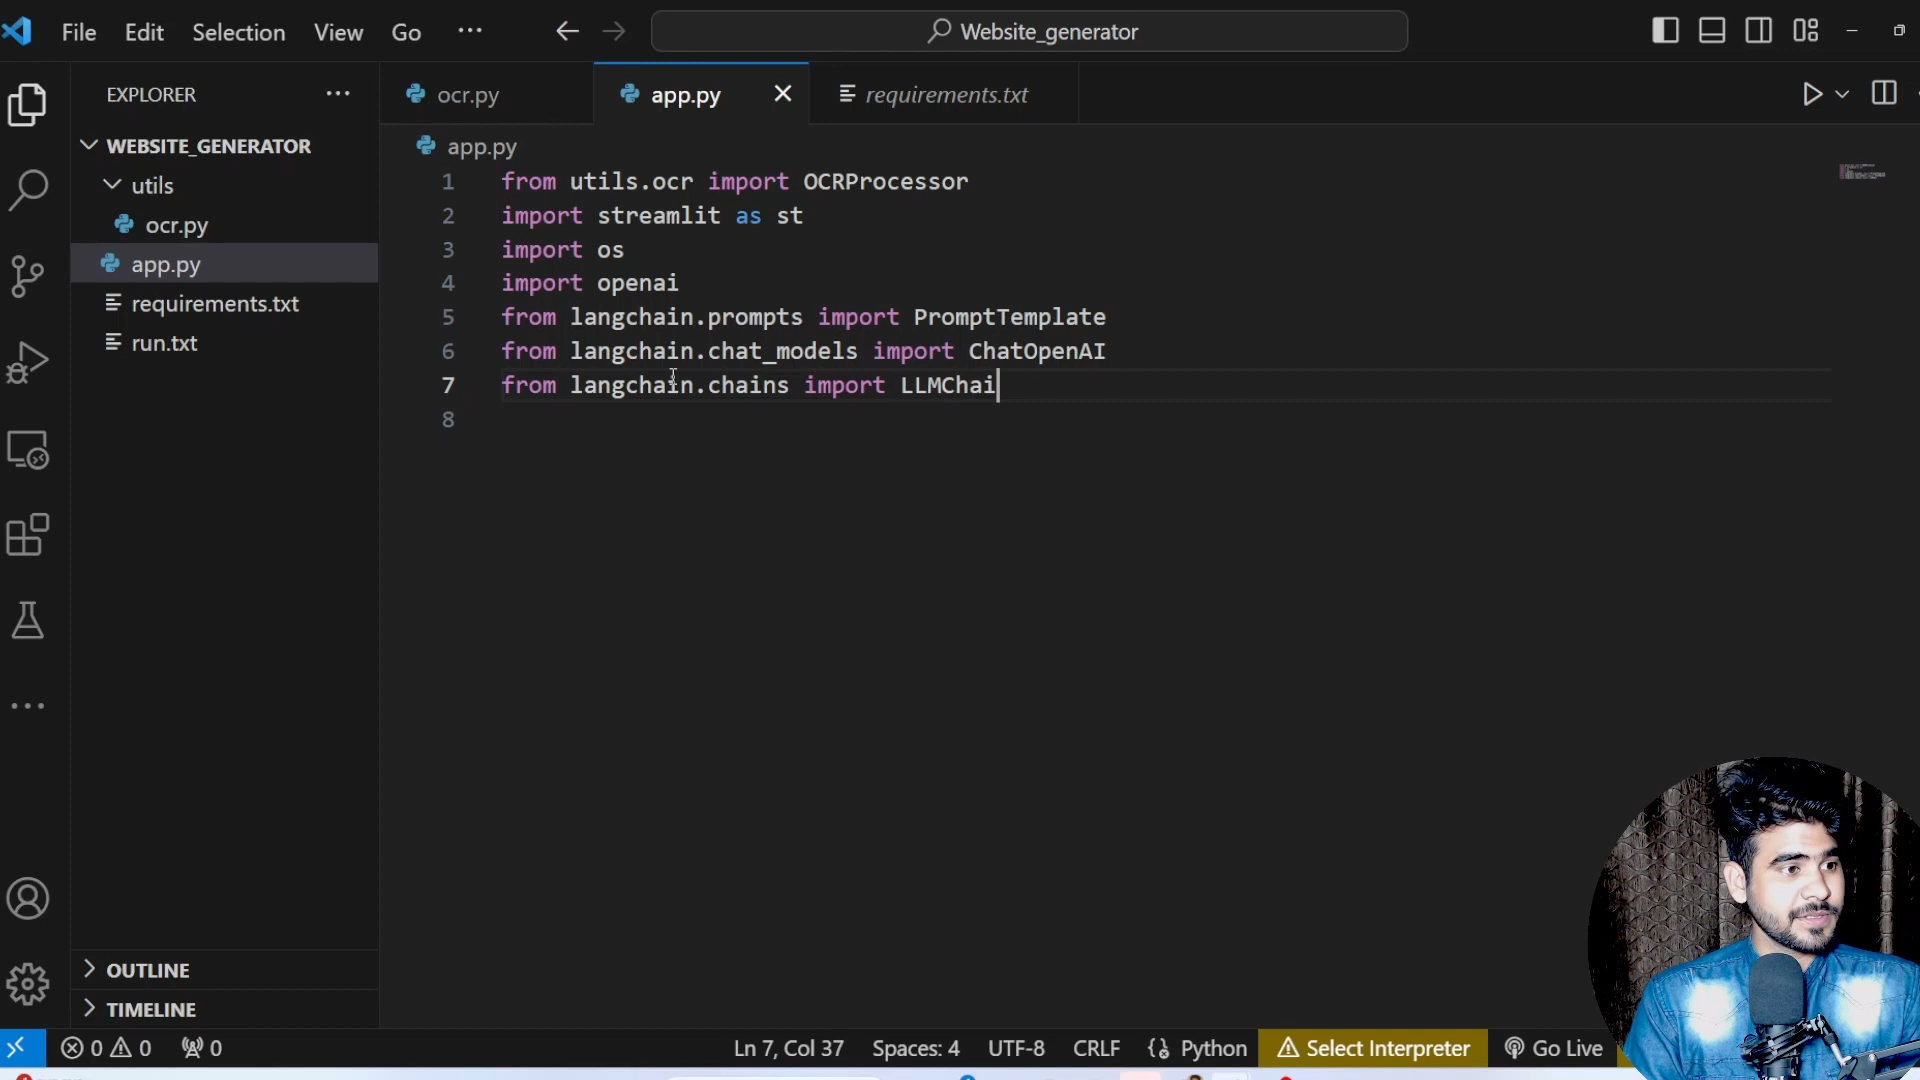 File Edit Selection View Go ··· Website_generator
EXPLORER ···
WEBSITE_GENERATOR
utils
ocr.py
app.py
requirements.txt
run.txt
OUTLINE
TIMELINE
ocr.py app.py requirements.txt
app.py
1 from utils.ocr import OCRProcessor
2 import streamlit as st
3 import os
4 import openai
5 from langchain.prompts import PromptTemplate
6 from langchain.chat_models import ChatOpenAI
7 from langchain.chains import LLMChai
8
0 0 0 Ln 7, Col 37 Spaces: 4 UTF-8 CRLF Python Select Interpreter Go Live